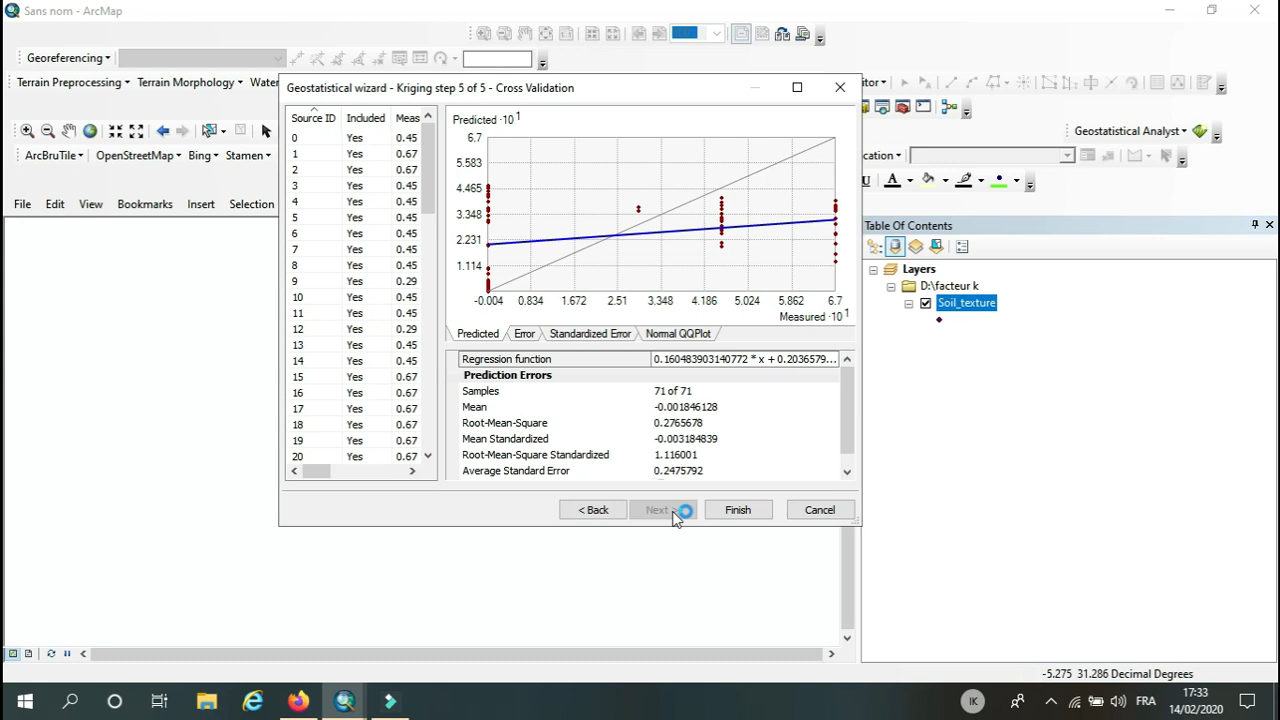 Sans nom - ArcMap
Georeferencing
Terrain Preprocessing Terrain Morphology Water
Geostatistical wizard - Kriging step 5 of 5 - Cross Validation
Source ID Included Meas
0 Yes 0.45
1 Yes 0.67
2 Yes 0.67
3 Yes 0.45
4 Yes 0.45
5 Yes 0.45
6 Yes 0.45
7 Yes 0.45
8 Yes 0.45
9 Yes 0.29
10 Yes 0.45
11 Yes 0.45
12 Yes 0.29
13 Yes 0.45
14 Yes 0.45
15 Yes 0.67
16 Yes 0.67
17 Yes 0.67
18 Yes 0.67
19 Yes 0.67
20 Yes 0.67
Predicted ·10 1
6.7
5.583
4.465
3.348
2.231
1.114
-0.004 0.834 1.672 2.51 3.348 4.186 5.024 5.862 6.7
Measured ·10 1
Predicted Error Standardized Error Normal QQPlot
Regression function 0.160483903140772 * x + 0.2036579...
Prediction Errors
Samples 71 of 71
Mean -0.001846128
Root-Mean-Square 0.2765678
Mean Standardized -0.003184839
Root-Mean-Square Standardized 1.116001
Average Standard Error 0.2475792
< Back Next Finish Cancel
ArcBruTile OpenStreetMap Bing Stamen
File Edit View Bookmarks Insert Selection
itor
Geostatistical Analyst
cation
U A
Table Of Contents
Layers
D:\facteur k
Soil_texture
-5.275 31.286 Decimal Degrees
IK FRA 17:33
14/02/2020